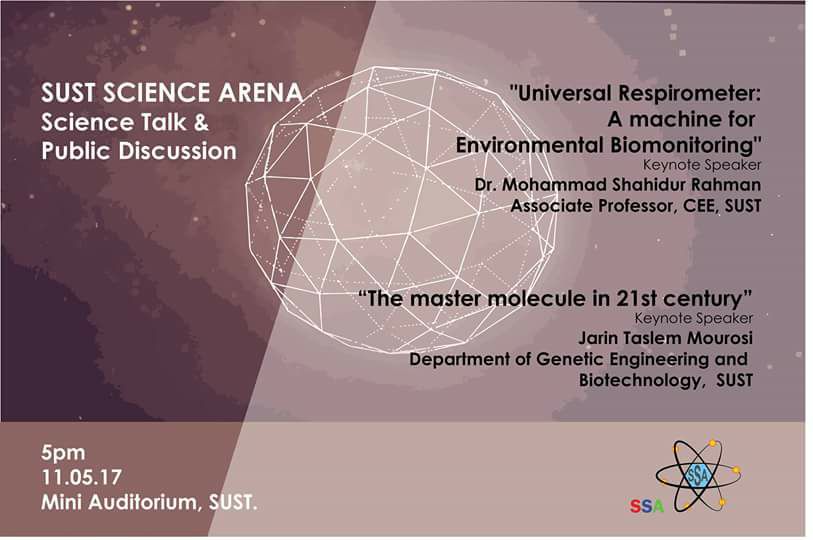 SUST SCIENCE ARENA
Science Talk &
Public Discussion
"Universal Respirometer:
A machine for
Environmental Biomonitoring"
Keynote Speaker
Dr. Mohammad Shahidur Rahman
Associate Professor, CEE, SUST
“The master molecule in 21st century”
Keynote Speaker
Jarin Taslem Mourosi
Department of Genetic Engineering and
Biotechnology, SUST
5pm
11.05.17
Mini Auditorium, SUST.
SSA
SSA